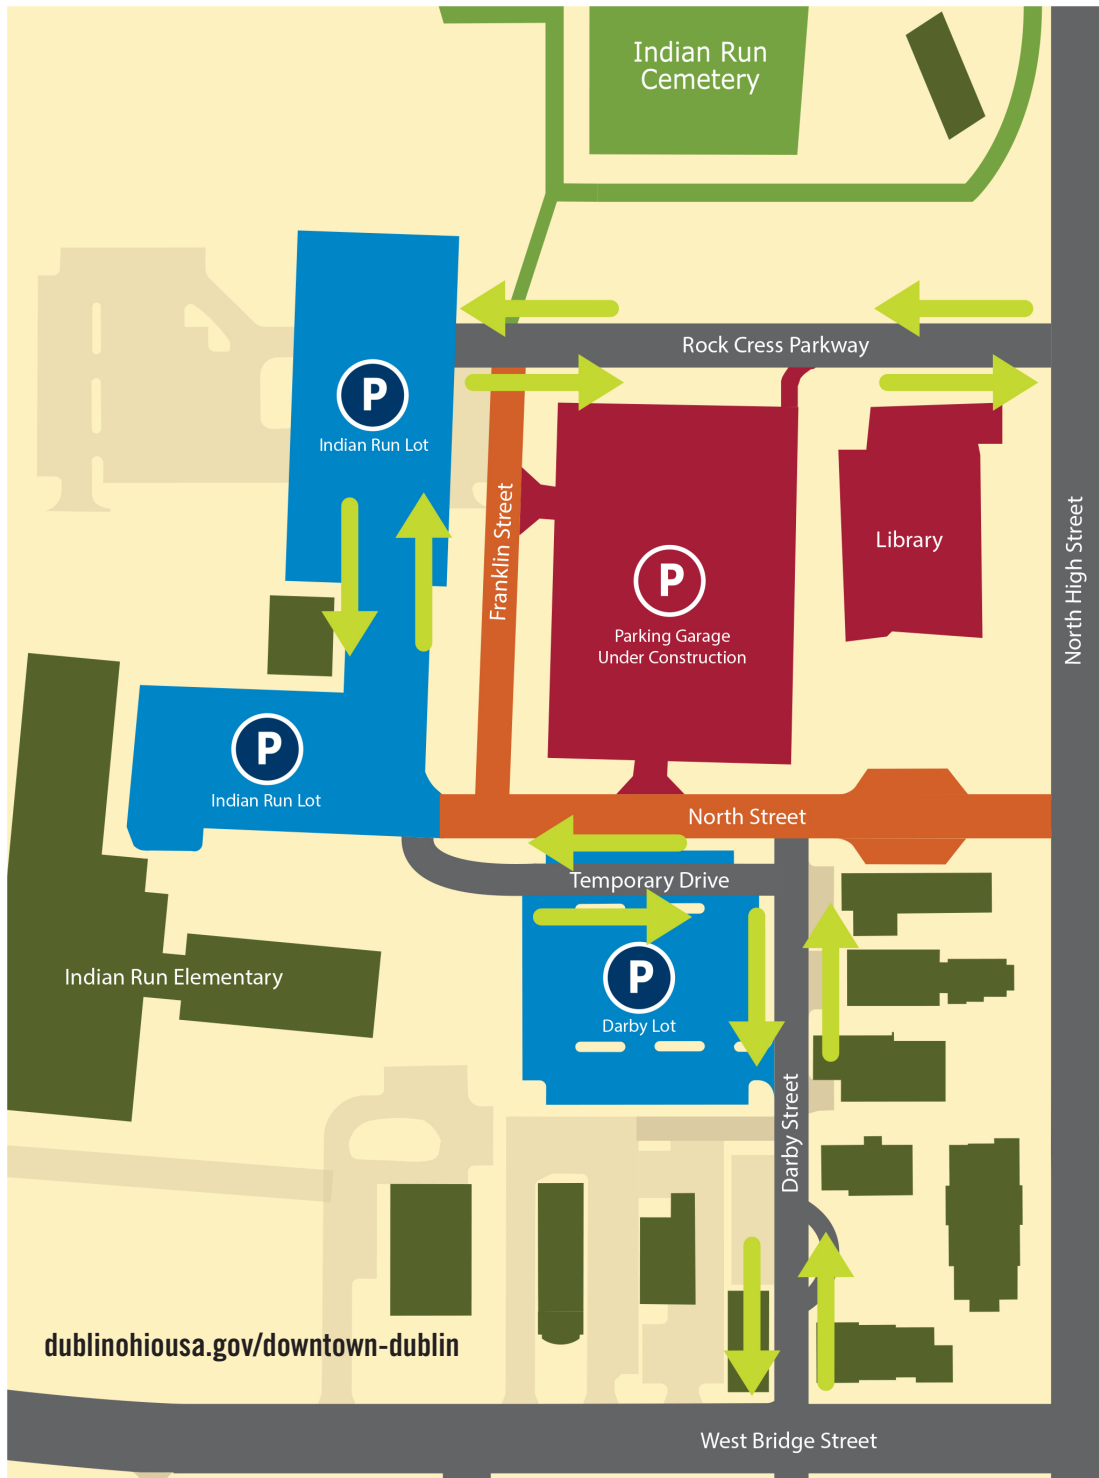 Indian Run
Cemetery
Rock Cress Parkway
P
Indian Run Lot
Franklin Street
Library
North High Street
P
Parking Garage
Under Construction
P
Indian Run Lot
North Street
Temporary Drive
Indian Run Elementary
P
Darby Lot
Darby Street
dublinohiousa.gov/downtown-dublin
West Bridge Street